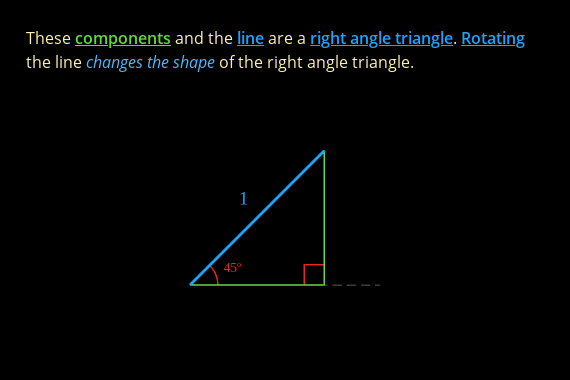 These components and the line are a right angle triangle. Rotating
the line changes the shape of the right angle triangle.
1
45°